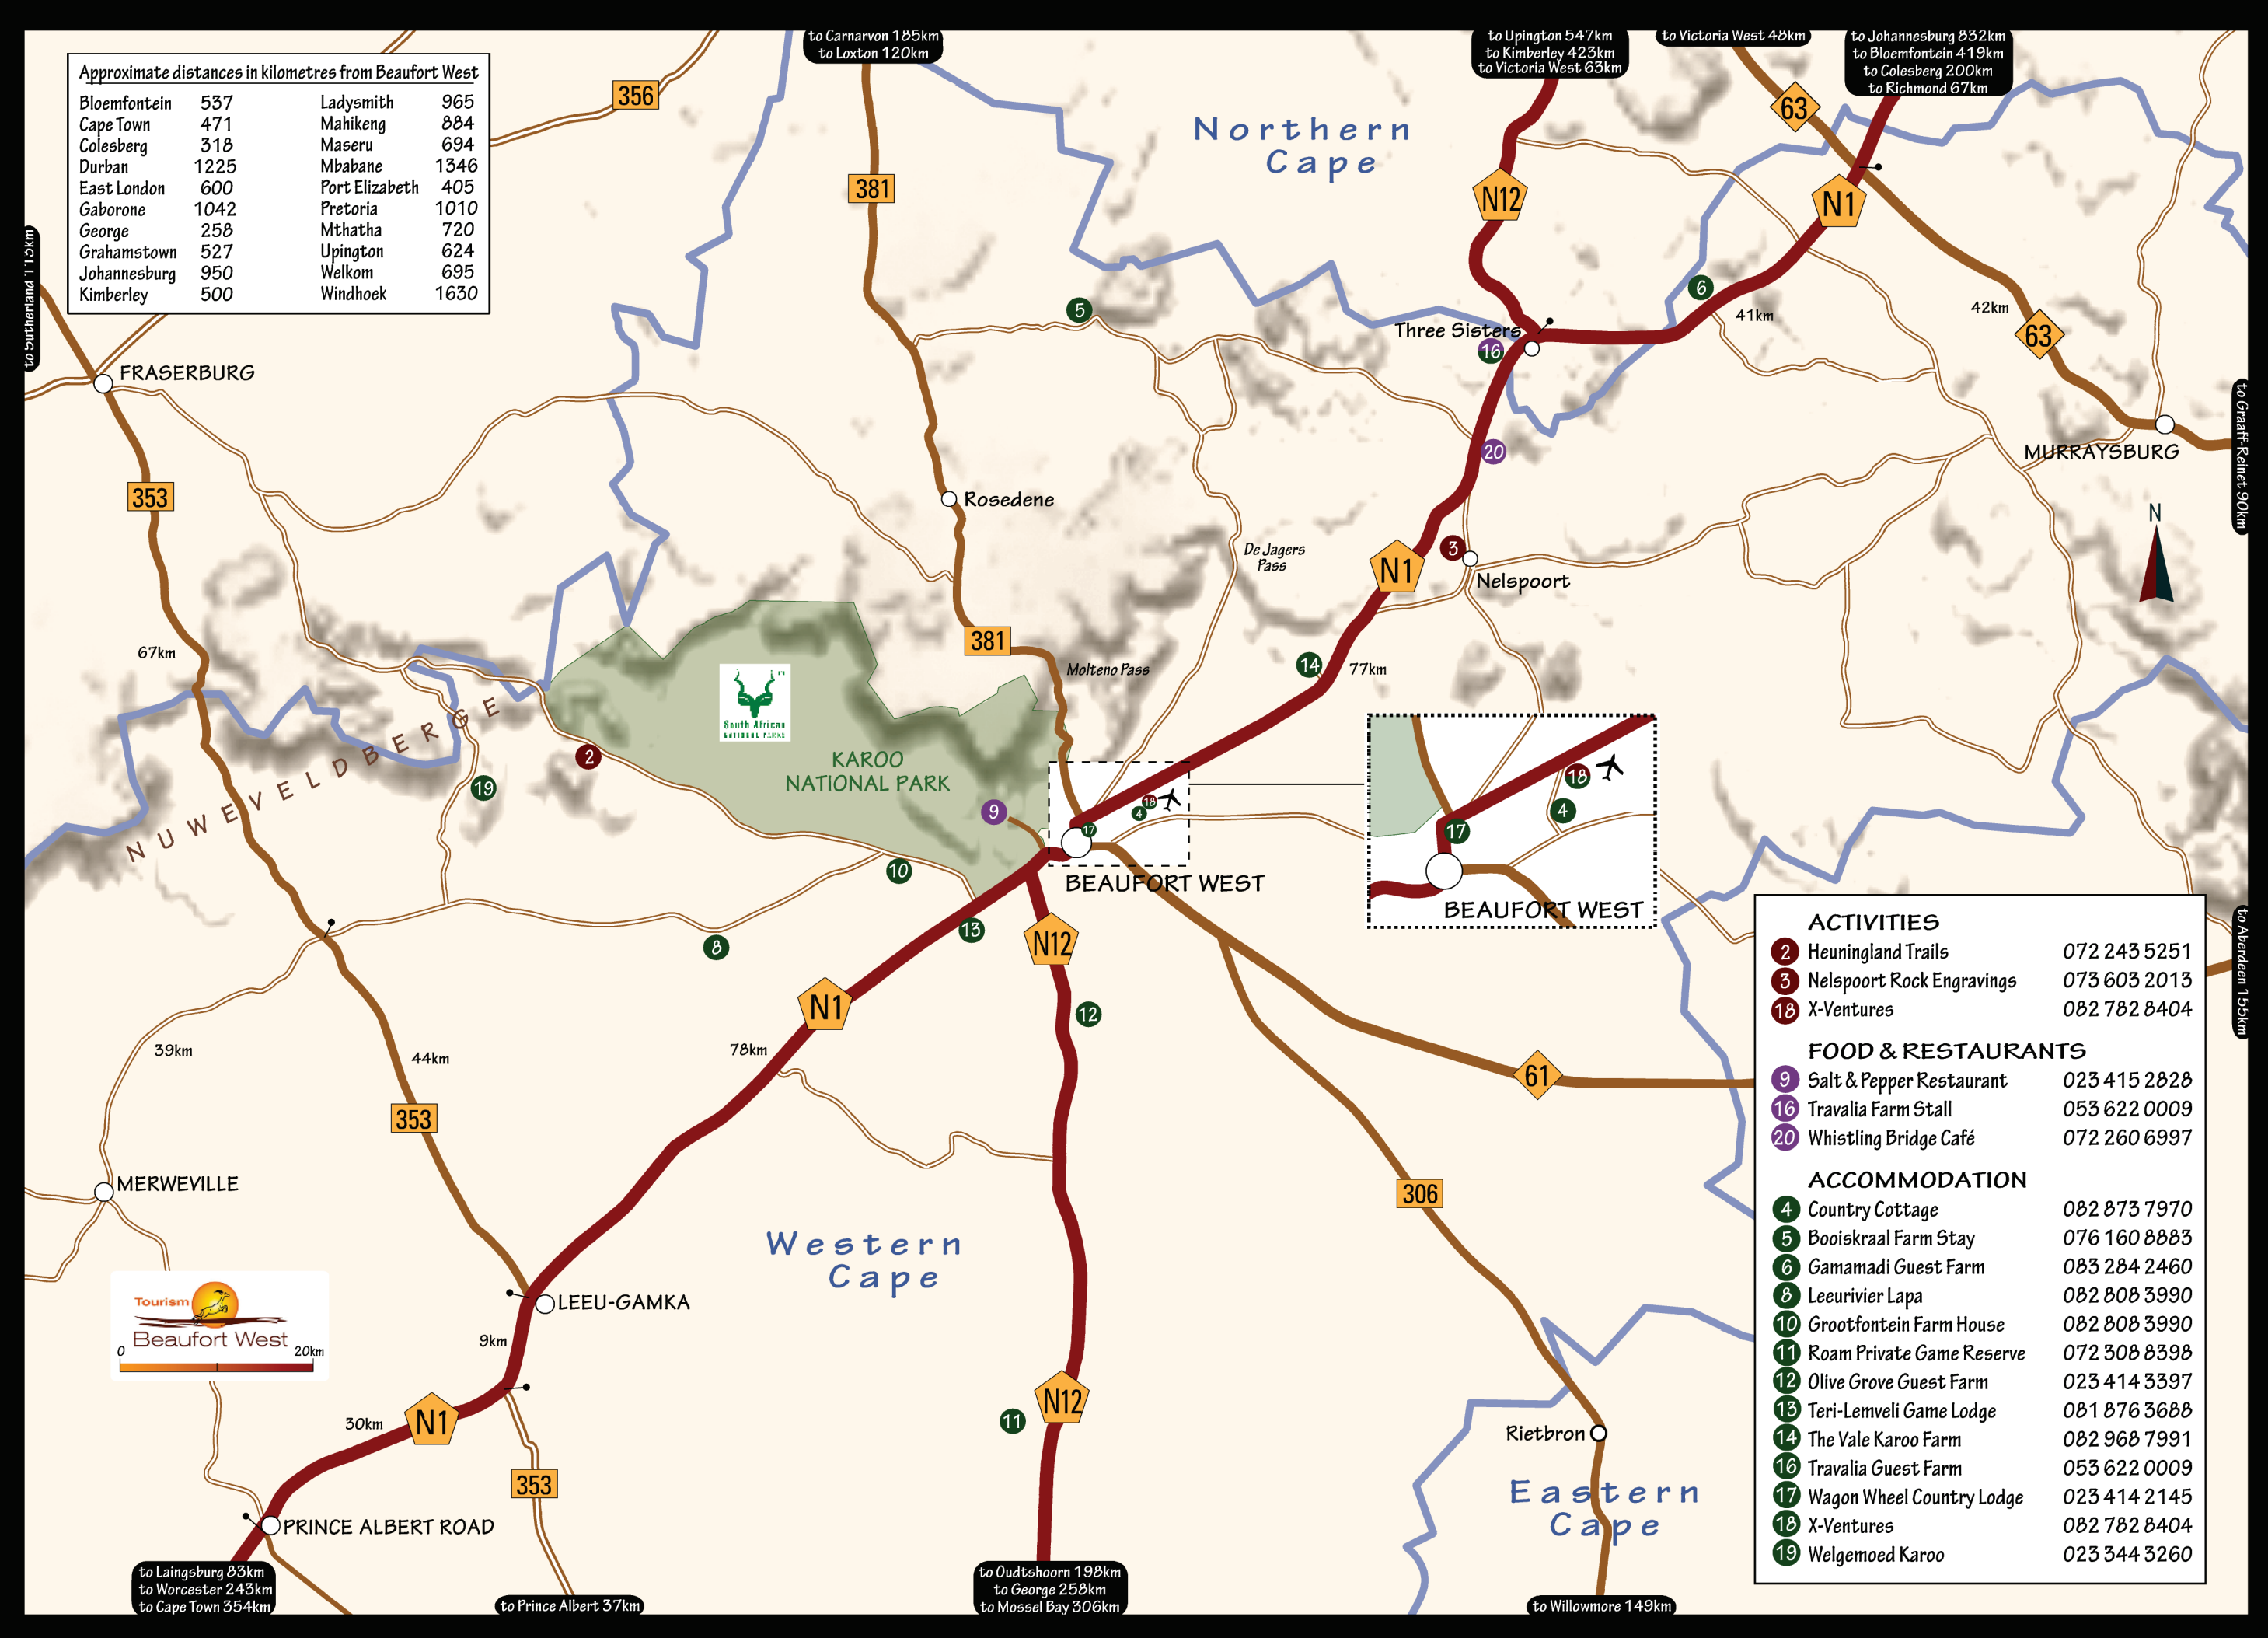 to Carnarvon 185km
to Loxton 120km
to Upington 547km
to Kimberley 423km
to Victoria West 63km
to Victoria West 48km
to Johannesburg 832km
to Bloemfontein 419km
to Colesberg 200km
to Richmond 67km
Approximate distances in kilometres from Beaufort West
Bloemfontein 537 Ladysmith 965
Cape Town 471 Mahikeng 884
Colesberg 318 Maseru 694
Durban 1225 Mbabane 1346
East London 600 Port Elizabeth 405
Gaborone 1042 Pretoria 1010
George 258 Mthatha 720
Grahamstown 527 Upington 624
Johannesburg 950 Welkom 695
Kimberley 500 Windhoek 1630
356
63
Northern
Cape
381
N12
N1
to Sutherland 113km
6
5
41km
42km
63
Three Sisters
16
FRASERBURG
to Graaff-Reinet 90km
MURRAYSBURG
20
353
Rosedene
N
De Jagers
Pass
3
N1
Nelspoort
381
67km
Molteno Pass
14
77km
South African
NATIONAL PARKS
NUWEVELDBERGE
2
KAROO
NATIONAL PARK
19
9
18
4
17
18
4
17
BEAUFORT WEST
10
BEAUFORT WEST
13
8
N12
to Aberdeen 155km
N1
12
39km
44km
78km
61
353
MERWEVILLE
306
Western
Cape
Tourism
Beaufort West
0 20km
LEEU-GAMKA
9km
N12
11
30km
N1
Rietbron
353
Eastern
Cape
PRINCE ALBERT ROAD
ACTIVITIES
2 Heuningland Trails 072 243 5251
3 Nelspoort Rock Engravings 073 603 2013
18 X-Ventures 082 782 8404
FOOD & RESTAURANTS
9 Salt & Pepper Restaurant 023 415 2828
16 Travalia Farm Stall 053 622 0009
20 Whistling Bridge Café 072 260 6997
ACCOMMODATION
4 Country Cottage 082 873 7970
5 Booiskraal Farm Stay 076 160 8883
6 Gamamadi Guest Farm 083 284 2460
8 Leeurivier Lapa 082 808 3990
10 Grootfontein Farm House 082 808 3990
11 Roam Private Game Reserve 072 308 8398
12 Olive Grove Guest Farm 023 414 3397
13 Teri-Lemveli Game Lodge 081 876 3688
14 The Vale Karoo Farm 082 968 7991
16 Travalia Guest Farm 053 622 0009
17 Wagon Wheel Country Lodge 023 414 2145
18 X-Ventures 082 782 8404
19 Welgemoed Karoo 023 344 3260
to Laingsburg 83km
to Worcester 243km
to Cape Town 354km
to Prince Albert 37km
to Oudtshoorn 198km
to George 258km
to Mossel Bay 306km
to Willowmore 149km